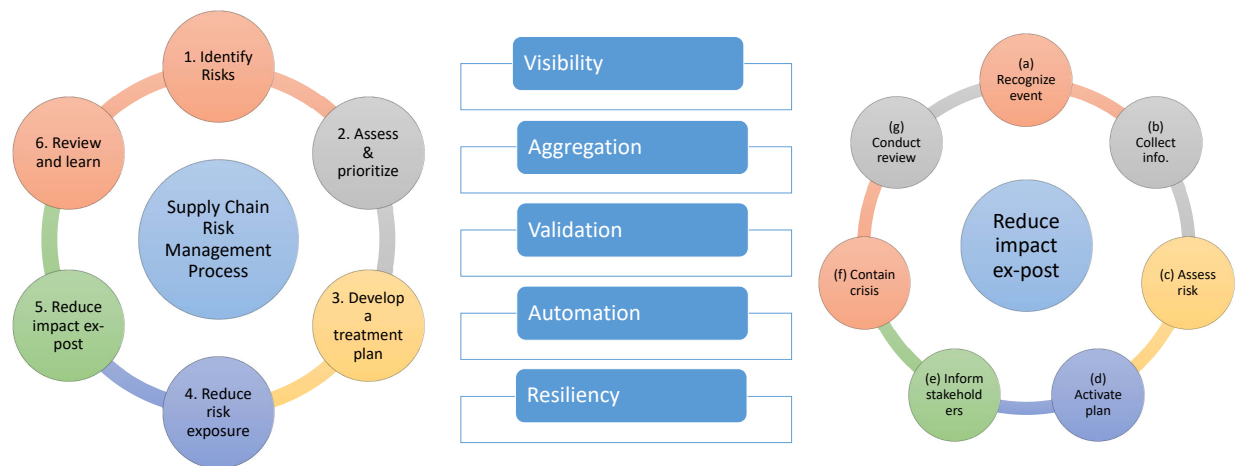 1. Identify
Risks
2. Assess
&
prioritize
3. Develop
a
treatment
plan
4. Reduce
risk
exposure
5. Reduce
impact ex-
post
6. Review
and learn
Supply Chain
Risk
Management
Process
Visibility
Aggregation
Validation
Automation
Resiliency
(a)
Recognize
event
(b)
Collect
info.
(c) Assess
risk
(d)
Activate
plan
(e) Inform
stakehold
ers
(f) Contain
crisis
(g)
Conduct
review
Reduce
impact
ex-post